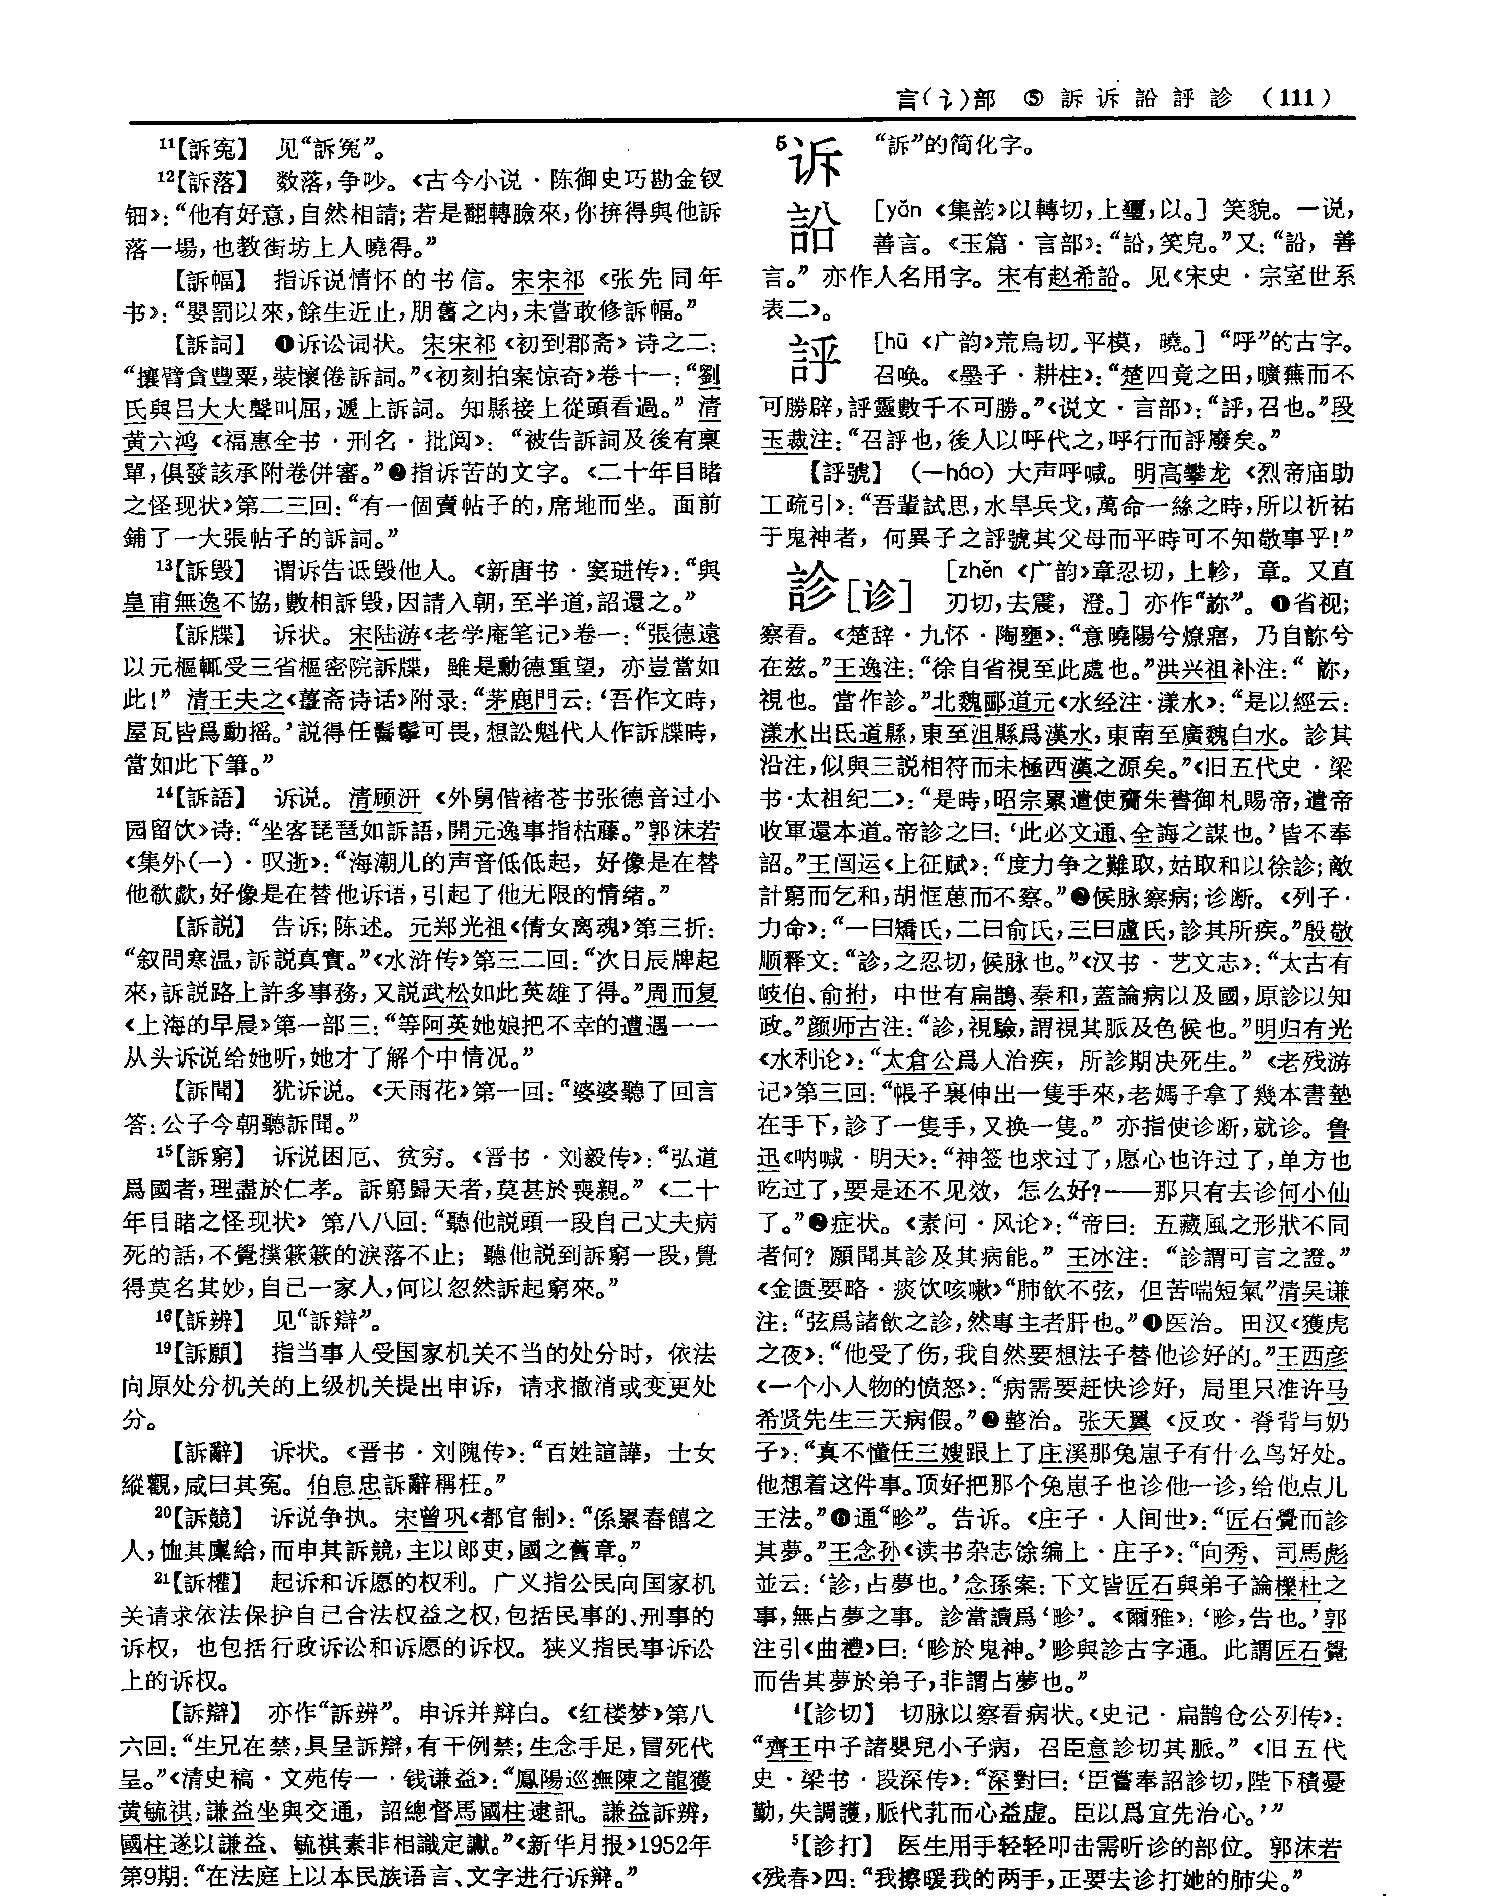 言(讠)部 ⑤ 訴 诉 訟 評 診 (111)
¹¹【訴寃】 见“訴冤”。
¹²【訴落】 数落,争吵。《古今小说·陈御史巧勘金钗
钿》:“他有好意,自然相請;若是翻轉臉來,你拚得與他訴
落一場,也教街坊上人曉得。”
【訴幅】 指诉说情怀的书信。宋宋祁《张先同年
书》:“嬰罰以來,餘生近止,朋舊之内,未嘗敢修訴幅。”
【訴詞】 ❶诉讼词状。宋宋祁《初到郡斋》诗之二:
“攘臂貪豐粟,裝懷倦訴詞。”《初刻拍案惊奇》卷十一:“劉
氏與吕大大聲叫屈,遞上訴詞。知縣接上從頭看過。”清
黄六鸿《福惠全书·刑名·批阅》:“被告訴詞及後有稟
單,俱發該承附卷併審。”❷指诉苦的文字。《二十年目睹
之怪现状》第二三回:“有一個賣帖子的,席地而坐。面前
鋪了一大張帖子的訴詞。”
¹³【訴毁】 谓诉告诋毁他人。《新唐书·窦琎传》:“與
皇甫無逸不協,數相訴毁,因請入朝,至半道,詔還之。”
【訴牒】 诉状。宋陆游《老学庵笔记》卷一:“張德遠
以元樞輒受三省樞密院訴牒,雖是勳德重望,亦豈當如
此!”清王夫之《薑斋诗话》附录:“茅鹿門云:‘吾作文時,
屋瓦皆爲動摇。’説得任髯髼可畏,想訟魁代人作訴牒時,
當如此下筆。”
¹⁴【訴語】 诉说。清顾汧《外舅偕褚苍书张德音过小
园留饮》诗:“坐客琵琶如訴語,開元逸事指枯藤。”郭沫若
《集外(一)·叹逝》:“海潮儿的声音低低起,好像是在替
他欷歔,好像是在替他诉语,引起了他无限的情绪。”
【訴説】 告诉;陈述。元郑光祖《倩女离魂》第三折:
“叙問寒温,訴説真實。”《水浒传》第三二回:“次日辰牌起
來,訴説路上許多事務,又説武松如此英雄了得。”周而复
《上海的早晨》第一部三:“等阿英她娘把不幸的遭遇一一
从头诉说给她听,她才了解个中情况。”
【訴聞】 犹诉说。《天雨花》第一回:“婆婆聽了回言
答:公子今朝聽訴聞。”
¹⁵【訴窮】 诉说困厄、贫穷。《晋书·刘毅传》:“弘道
爲國者,理盡於仁孝。訴窮歸天者,莫甚於喪親。”《二十
年目睹之怪现状》第八八回:“聽他説頭一段自己丈夫病
死的話,不覺撲簌簌的淚落不止;聽他説到訴窮一段,覺
得莫名其妙,自己一家人,何以忽然訴起窮來。”
¹⁶【訴辨】 见“訴辯”。
¹⁹【訴願】 指当事人受国家机关不当的处分时,依法
向原处分机关的上级机关提出申诉,请求撤消或变更处
分。
【訴辭】 诉状。《晋书·刘隗传》:“百姓諠譁,士女
縱觀,咸曰其冤。伯息忠訴辭稱枉。”
²⁰【訴競】 诉说争执。宋曾巩《都官制》:“係累舂饎之
人,恤其廩給,而申其訴競,主以郎吏,國之舊章。”
²¹【訴權】 起诉和诉愿的权利。广义指公民向国家机
关请求依法保护自己合法权益之权,包括民事的、刑事的
诉权,也包括行政诉讼和诉愿的诉权。狭义指民事诉讼
上的诉权。
【訴辯】 亦作“訴辨”。申诉并辩白。《红楼梦》第八
六回:“生兄在禁,具呈訴辯,有干例禁;生念手足,冒死代
呈。”《清史稿·文苑传一·钱谦益》:“鳳陽巡撫陳之龍獲
黄毓祺,謙益坐與交通,詔總督馬國柱逮訊。謙益訴辨,
國柱遂以謙益、毓祺素非相識定讞。”《新华月报》1952年
第9期:“在法庭上以本民族语言、文字进行诉辩。”
⁵诉 “訴”的简化字。
詽 [yǎn 《集韵》以轉切,上獮,以。] 笑貌。一说,
善言。《玉篇·言部》:“詽,笑皃。”又:“詽,善
言。”亦作人名用字。宋有赵希詽。见《宋史·宗室世系
表二》。
評 [hū 《广韵》荒烏切,平模,曉。] “呼”的古字。
召唤。《墨子·耕柱》:“楚四竟之田,曠蕪而不
可勝辟,評靈數千不可勝。”《说文·言部》:“評,召也。”段
玉裁注:“召評也,後人以呼代之,呼行而評廢矣。”
【評號】 (一háo) 大声呼喊。明高攀龙《烈帝庙助
工疏引》:“吾輩試思,水旱兵戈,萬命一絲之時,所以祈祐
于鬼神者,何異子之評號其父母而平時可不知敬事乎!”
診[诊] [zhěn 《广韵》章忍切,上軫,章。又直
刃切,去震,澄。] 亦作“䛠”。❶省视;
察看。《楚辞·九怀·陶壅》:“意曉陽兮燎寤,乃自䛠兮
在兹。”王逸注:“徐自省視至此處也。”洪兴祖补注:“䛠,
視也。當作診。”北魏郦道元《水经注·漾水》:“是以經云:
漾水出氐道縣,東至沮縣爲漢水,東南至廣魏白水。診其
沿注,似與三説相符而未極西漢之源矣。”《旧五代史·梁
书·太祖纪二》:“是時,昭宗累遣使齎朱書御札賜帝,遣帝
收軍還本道。帝診之曰:‘此必文通、全誨之謀也。’皆不奉
詔。”王闿运《上征赋》:“度力争之難取,姑取和以徐診;敵
計窮而乞和,胡恇葸而不察。”❷候脉察病;诊断。《列子·
力命》:“一曰矯氏,二曰俞氏,三曰盧氏,診其所疾。”殷敬
顺释文:“診,之忍切,候脉也。”《汉书·艺文志》:“太古有
岐伯、俞拊,中世有扁鵲、秦和,蓋論病以及國,原診以知
政。”颜师古注:“診,視驗,謂視其脈及色候也。”明归有光
《水利论》:“太倉公爲人治疾,所診期决死生。”《老残游
记》第三回:“帳子裏伸出一隻手來,老媽子拿了幾本書墊
在手下,診了一隻手,又换一隻。”亦指使诊断,就诊。鲁
迅《呐喊·明天》:“神签也求过了,愿心也许过了,单方也
吃过了,要是还不见效,怎么好?——那只有去诊何小仙
了。”❷症状。《素问·风论》:“帝曰:五藏風之形狀不同
者何?願聞其診及其病能。”王冰注:“診謂可言之證。”
《金匮要略·痰饮咳嗽》“肺飲不弦,但苦喘短氣”清吴谦
注:“弦爲諸飲之診,然專主者肝也。”❶医治。田汉《獲虎
之夜》:“他受了伤,我自然要想法子替他诊好的。”王西彦
《一个小人物的愤怒》:“病需要赶快诊好,局里只准许马
希贤先生三天病假。”❷整治。张天翼《反攻·脊背与奶
子》:“真不懂任三嫂跟上了庄溪那兔崽子有什么鸟好处。
他想着这件事。顶好把那个兔崽子也诊他一诊,给他点儿
王法。”❻通“畛”。告诉。《庄子·人间世》:“匠石覺而診
其夢。”王念孙《读书杂志馀编上·庄子》:“向秀、司馬彪
並云:‘診,占夢也。’念孫案:下文皆匠石與弟子論櫟社之
事,無占夢之事。診當讀爲‘畛’。《爾雅》:‘畛,告也。’郭
注引《曲禮》曰:‘畛於鬼神。’畛與診古字通。此謂匠石覺
而告其夢於弟子,非謂占夢也。”
⁴【診切】 切脉以察看病状。《史记·扁鹊仓公列传》:
“齊王中子諸嬰兒小子病,召臣意診切其脈。”《旧五代
史·梁书·段深传》:“深對曰:‘臣嘗奉詔診切,陛下積憂
勤,失調護,脈代芤而心益虚。臣以爲宜先治心。’”
⁵【診打】 医生用手轻轻叩击需听诊的部位。郭沫若
《残春》四:“我擦暖我的两手,正要去诊打她的肺尖。”